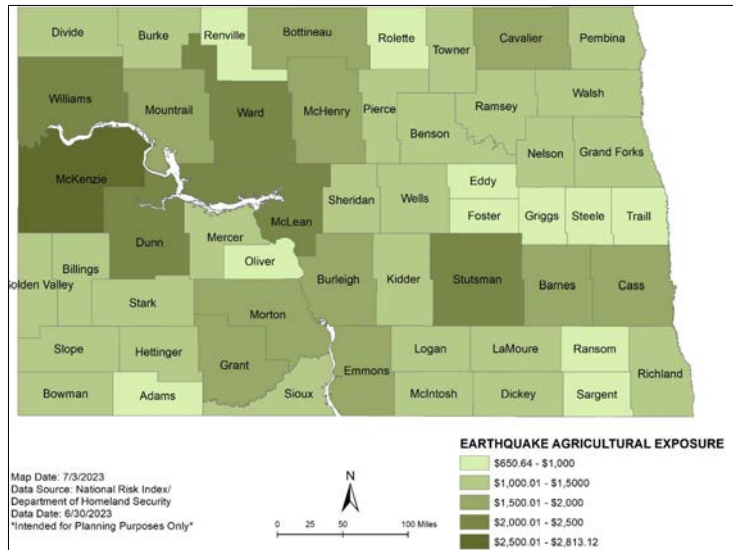 Divide
Burke
Renville
Bottineau
Rolette
Towner
Cavalier
Pembina
Williams
Mountrail
Ward
McHenry
Pierce
Benson
Ramsey
Walsh
Nelson
Grand Forks
McKenzie
Dunn
McLean
Mercer
Oliver
Sheridan
Wells
Eddy
Foster
Griggs
Steele
Traill
Golden Valley
Billings
Stark
Morton
Burleigh
Kidder
Stutsman
Barnes
Cass
Slope
Hettinger
Grant
Emmons
Logan
LaMoure
Ransom
Richland
Bowman
Adams
Sioux
McIntosh
Dickey
Sargent
Map Date: 7/3/2023
Data Source: National Risk Index/
Department of Homeland Security
Data Date: 6/30/2023
*Intended for Planning Purposes Only*
N
0 25 50 100 Miles
EARTHQUAKE AGRICULTURAL EXPOSURE
$650.64 - $1,000
$1,000.01 - $1,5000
$1,500.01 - $2,000
$2,000.01 - $2,500
$2,500.01 - $2,813.12